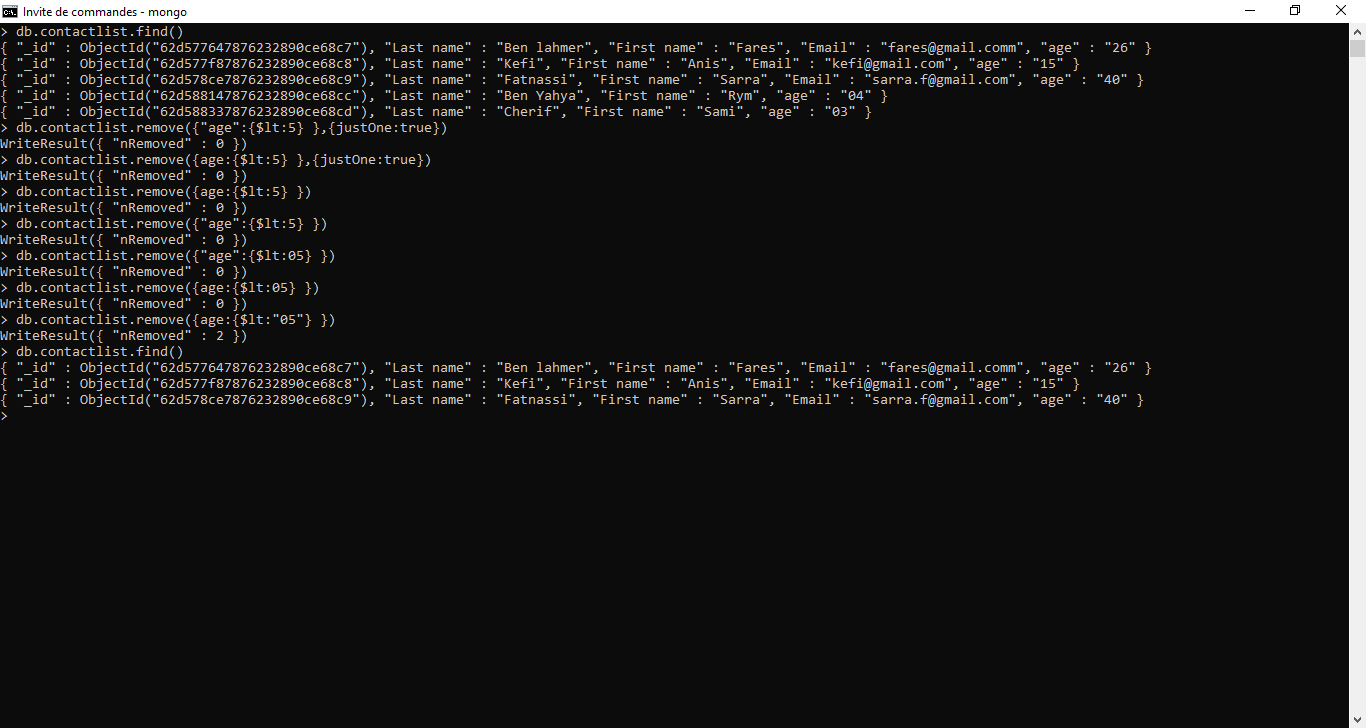 Invite de commandes - mongo
> db.contactlist.find()
{ "_id" : ObjectId("62d577647876232890ce68c7"), "Last name" : "Ben lahmer", "First name" : "Fares", "Email" : "fares@gmail.comm", "age" : "26" }
{ "_id" : ObjectId("62d577f87876232890ce68c8"), "Last name" : "Kefi", "First name" : "Anis", "Email" : "kefi@gmail.com", "age" : "15" }
{ "_id" : ObjectId("62d578ce7876232890ce68c9"), "Last name" : "Fatnassi", "First name" : "Sarra", "Email" : "sarra.f@gmail.com", "age" : "40" }
{ "_id" : ObjectId("62d588147876232890ce68cc"), "Last name" : "Ben Yahya", "First name" : "Rym", "age" : "04" }
{ "_id" : ObjectId("62d588337876232890ce68cd"), "Last name" : "Cherif", "First name" : "Sami", "age" : "03" }
> db.contactlist.remove({"age":{$lt:5} },{justOne:true})
WriteResult({ "nRemoved" : 0 })
> db.contactlist.remove({age:{$lt:5} },{justOne:true})
WriteResult({ "nRemoved" : 0 })
> db.contactlist.remove({age:{$lt:5} })
WriteResult({ "nRemoved" : 0 })
> db.contactlist.remove({"age":{$lt:5} })
WriteResult({ "nRemoved" : 0 })
> db.contactlist.remove({"age":{$lt:05} })
WriteResult({ "nRemoved" : 0 })
> db.contactlist.remove({age:{$lt:05} })
WriteResult({ "nRemoved" : 0 })
> db.contactlist.remove({age:{$lt:"05"} })
WriteResult({ "nRemoved" : 2 })
> db.contactlist.find()
{ "_id" : ObjectId("62d577647876232890ce68c7"), "Last name" : "Ben lahmer", "First name" : "Fares", "Email" : "fares@gmail.comm", "age" : "26" }
{ "_id" : ObjectId("62d577f87876232890ce68c8"), "Last name" : "Kefi", "First name" : "Anis", "Email" : "kefi@gmail.com", "age" : "15" }
{ "_id" : ObjectId("62d578ce7876232890ce68c9"), "Last name" : "Fatnassi", "First name" : "Sarra", "Email" : "sarra.f@gmail.com", "age" : "40" }
>